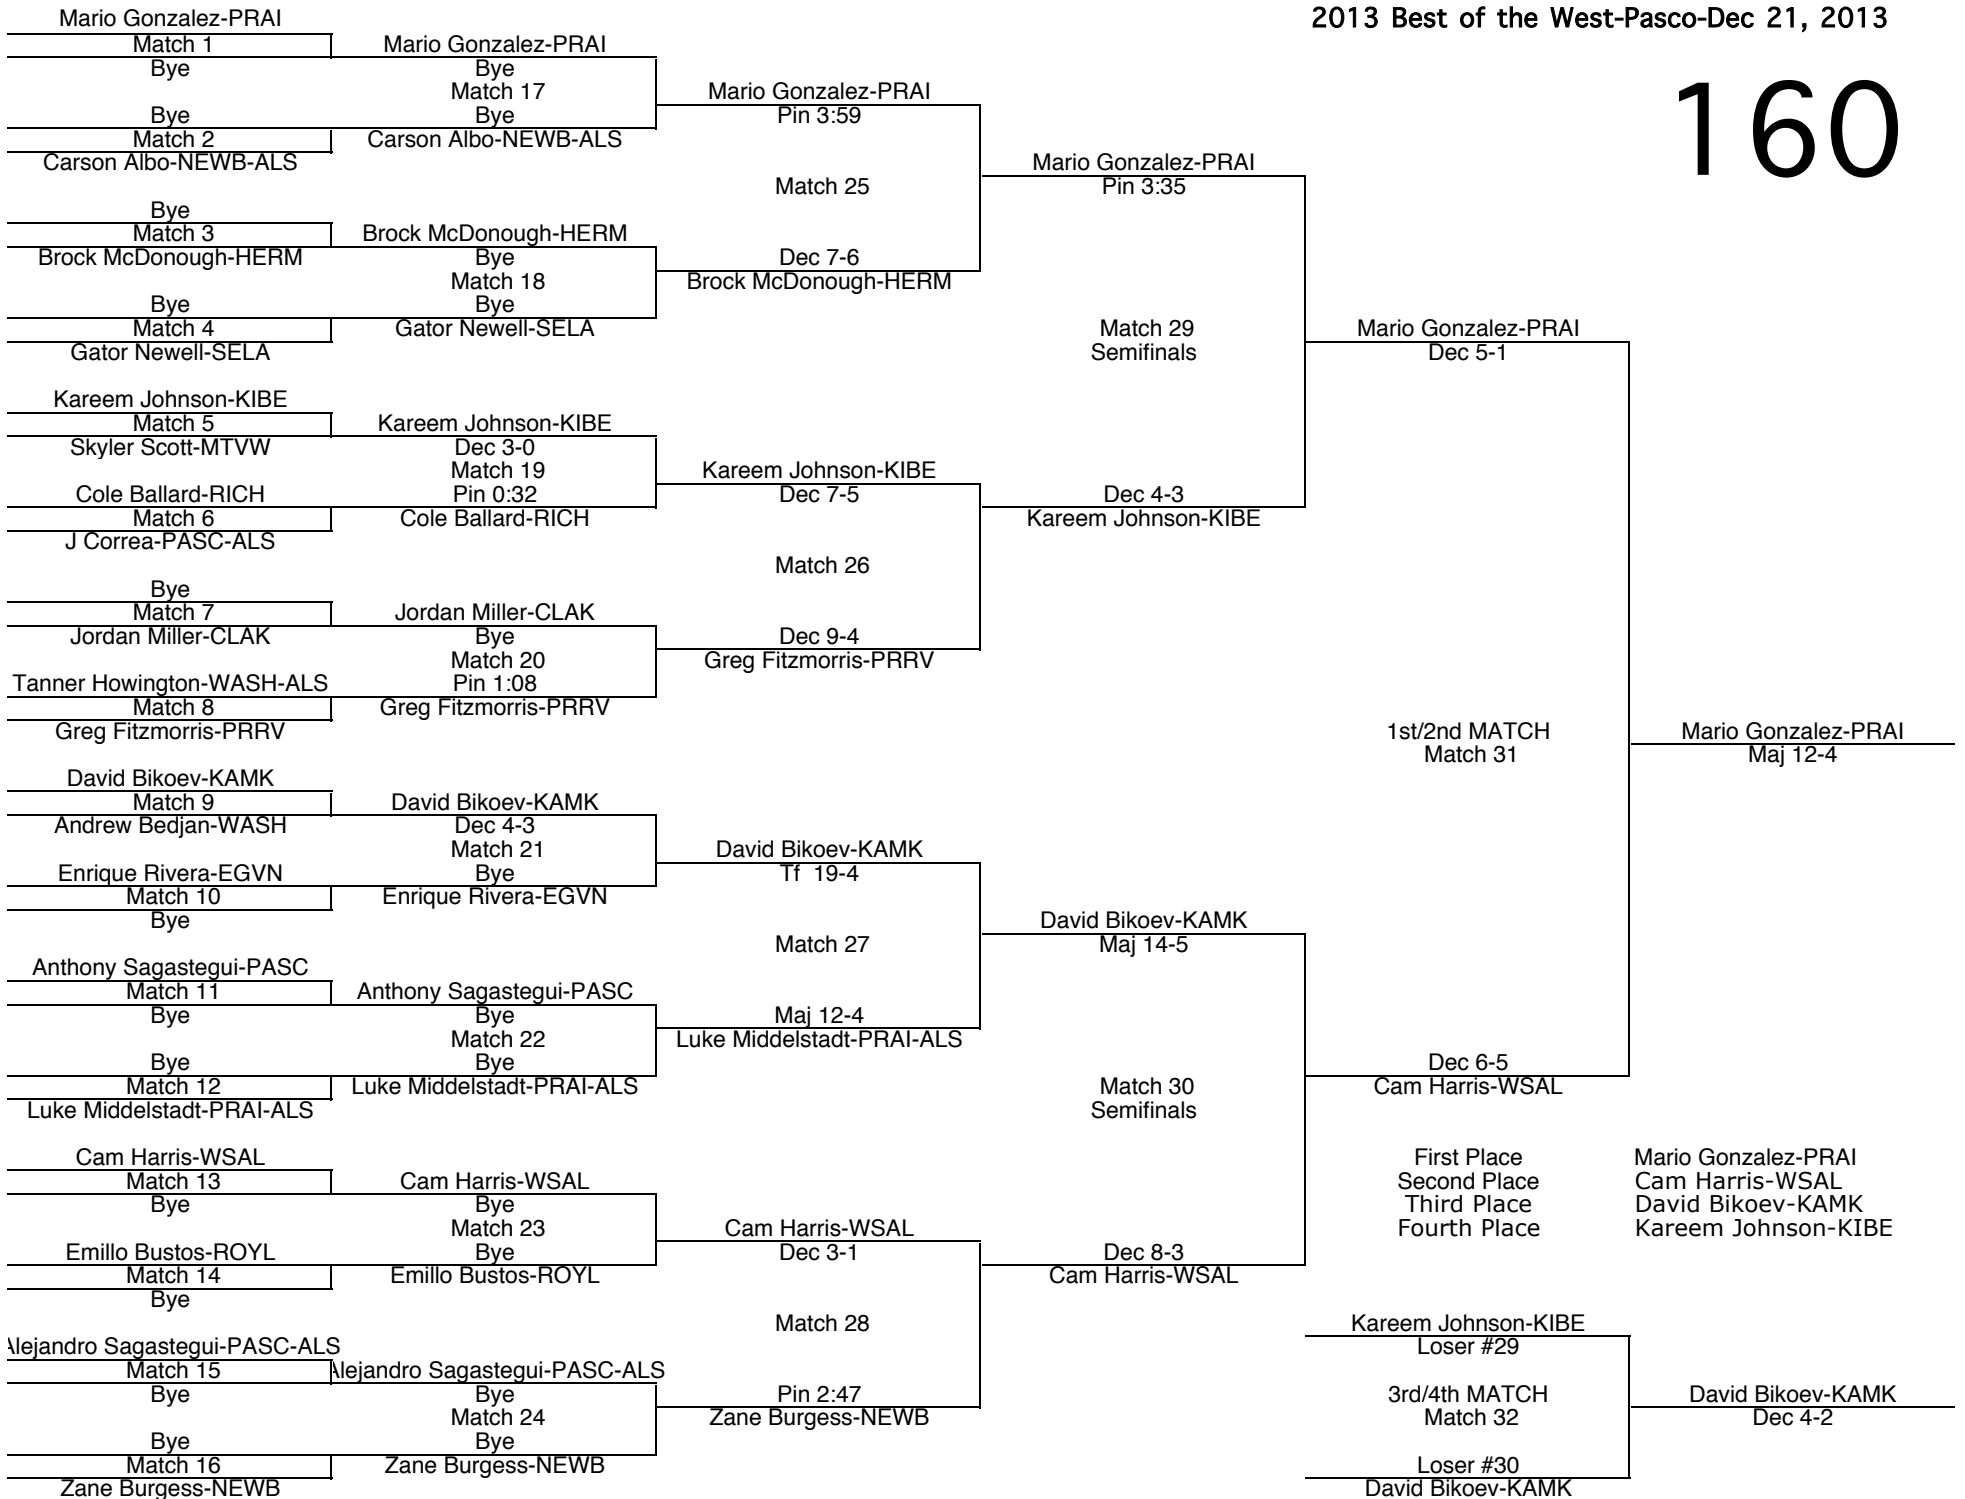 2013 Best of the West-Pasco-Dec 21, 2013
160
Mario Gonzalez-PRAI
Match 1
Bye
Bye
Match 2
Carson Albo-NEWB-ALS
Bye
Match 3
Brock McDonough-HERM
Bye
Match 4
Gator Newell-SELA
Kareem Johnson-KIBE
Match 5
Skyler Scott-MTVW
Cole Ballard-RICH
Match 6
J Correa-PASC-ALS
Bye
Match 7
Jordan Miller-CLAK
Tanner Howington-WASH-ALS
Match 8
Greg Fitzmorris-PRRV
David Bikoev-KAMK
Match 9
Andrew Bedjan-WASH
Enrique Rivera-EGVN
Match 10
Bye
Anthony Sagastegui-PASC
Match 11
Bye
Bye
Match 12
Luke Middelstadt-PRAI-ALS
Cam Harris-WSAL
Match 13
Bye
Emillo Bustos-ROYL
Match 14
Bye
Alejandro Sagastegui-PASC-ALS
Match 15
Bye
Bye
Match 16
Zane Burgess-NEWB
Mario Gonzalez-PRAI
Bye
Match 17
Bye
Carson Albo-NEWB-ALS
Brock McDonough-HERM
Bye
Match 18
Bye
Gator Newell-SELA
Kareem Johnson-KIBE
Dec 3-0
Match 19
Pin 0:32
Cole Ballard-RICH
Jordan Miller-CLAK
Bye
Match 20
Pin 1:08
Greg Fitzmorris-PRRV
David Bikoev-KAMK
Dec 4-3
Match 21
Bye
Enrique Rivera-EGVN
Anthony Sagastegui-PASC
Bye
Match 22
Bye
Luke Middelstadt-PRAI-ALS
Cam Harris-WSAL
Bye
Match 23
Bye
Emillo Bustos-ROYL
Alejandro Sagastegui-PASC-ALS
Bye
Match 24
Bye
Zane Burgess-NEWB
Mario Gonzalez-PRAI
Pin 3:59
Match 25
Dec 7-6
Brock McDonough-HERM
Kareem Johnson-KIBE
Dec 7-5
Match 26
Dec 9-4
Greg Fitzmorris-PRRV
David Bikoev-KAMK
Tf 19-4
Match 27
Maj 12-4
Luke Middelstadt-PRAI-ALS
Cam Harris-WSAL
Dec 3-1
Match 28
Pin 2:47
Zane Burgess-NEWB
Mario Gonzalez-PRAI
Pin 3:35
Match 29
Semifinals
Dec 4-3
Kareem Johnson-KIBE
David Bikoev-KAMK
Maj 14-5
Match 30
Semifinals
Dec 8-3
Cam Harris-WSAL
Mario Gonzalez-PRAI
Dec 5-1
1st/2nd MATCH
Match 31
Dec 6-5
Cam Harris-WSAL
Mario Gonzalez-PRAI
Maj 12-4
First Place Mario Gonzalez-PRAI
Second Place Cam Harris-WSAL
Third Place David Bikoev-KAMK
Fourth Place Kareem Johnson-KIBE
Kareem Johnson-KIBE
Loser #29
3rd/4th MATCH
Match 32
Loser #30
David Bikoev-KAMK
David Bikoev-KAMK
Dec 4-2